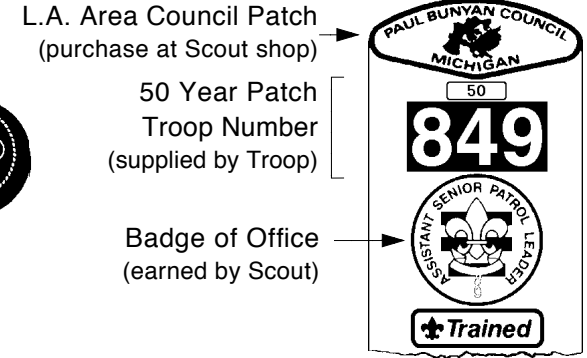 L.A. Area Council Patch
(purchase at Scout shop)
50 Year Patch
Troop Number
(supplied by Troop)
Badge of Office
(earned by Scout)
PAUL BUNYAN COUNCIL
MICHIGAN
50
849
ASSISTANT SENIOR PATROL LEADER
Trained